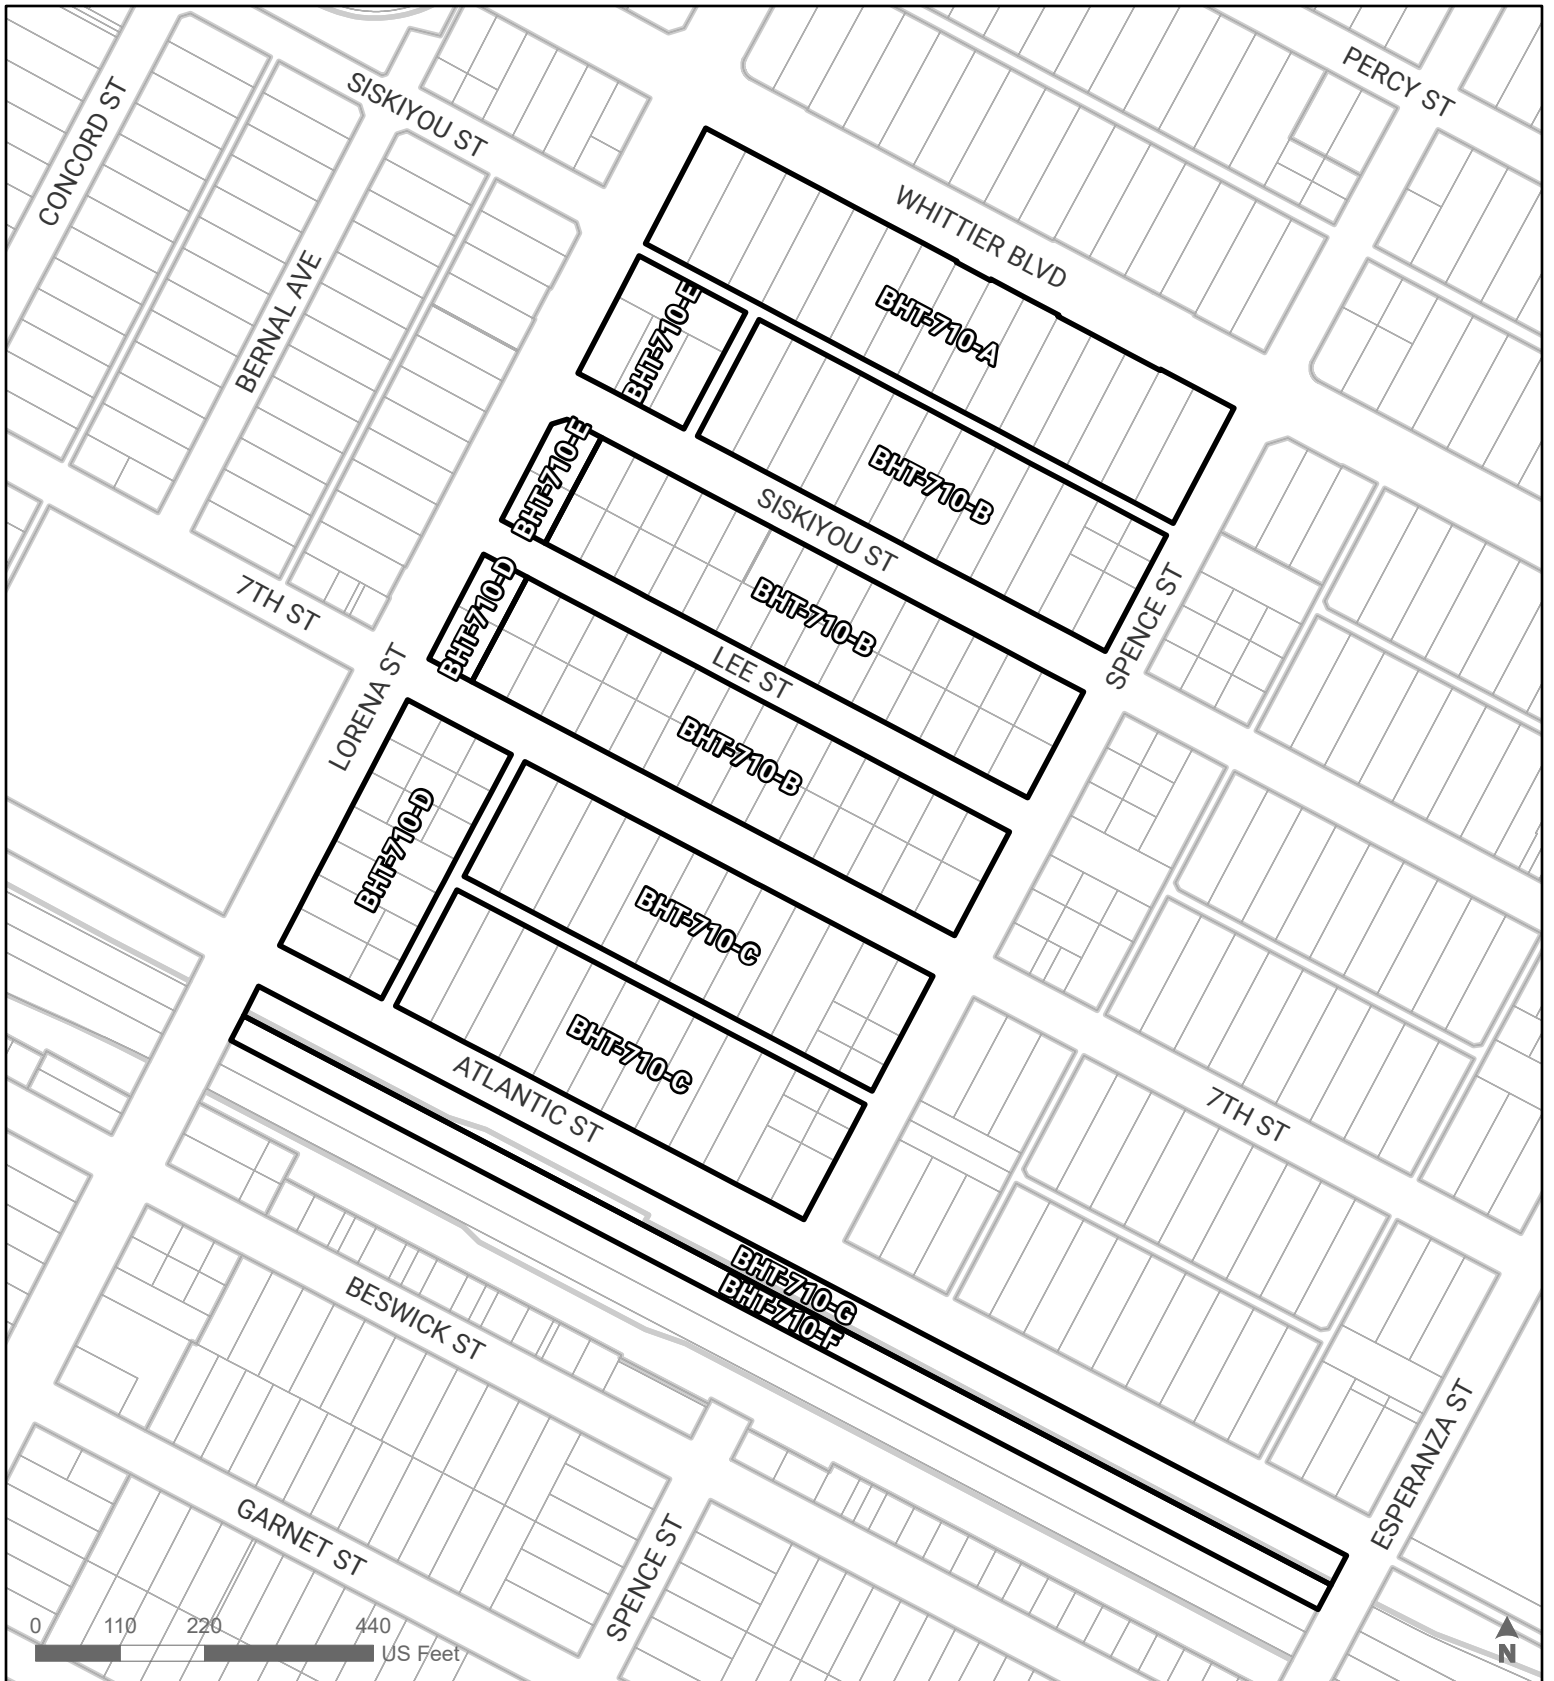 PERCY ST
SISKIYOU ST
CONCORD ST
WHITTIER BLVD
BERNAL AVE
BHT-710-A
BHT-710-E
BHT-710-B
BHT-710-E
SISKIYOU ST
BHT-710-B
SPENCE ST
BHT-710-D
7TH ST
LEE ST
LORENA ST
BHT-710-B
BHT-710-D
BHT-710-C
BHT-710-C
ATLANTIC ST
7TH ST
BHT-710-G
BHT-710-F
BESWICK ST
ESPERANZA ST
GARNET ST
SPENCE ST
0 110 220 440
US Feet
N